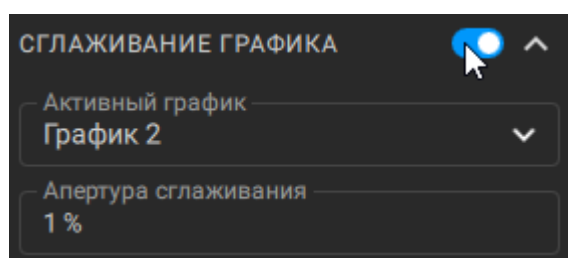 СГЛАЖИВАНИЕ ГРАФИКА
Активный график
График 2
Апертура сглаживания
1 %